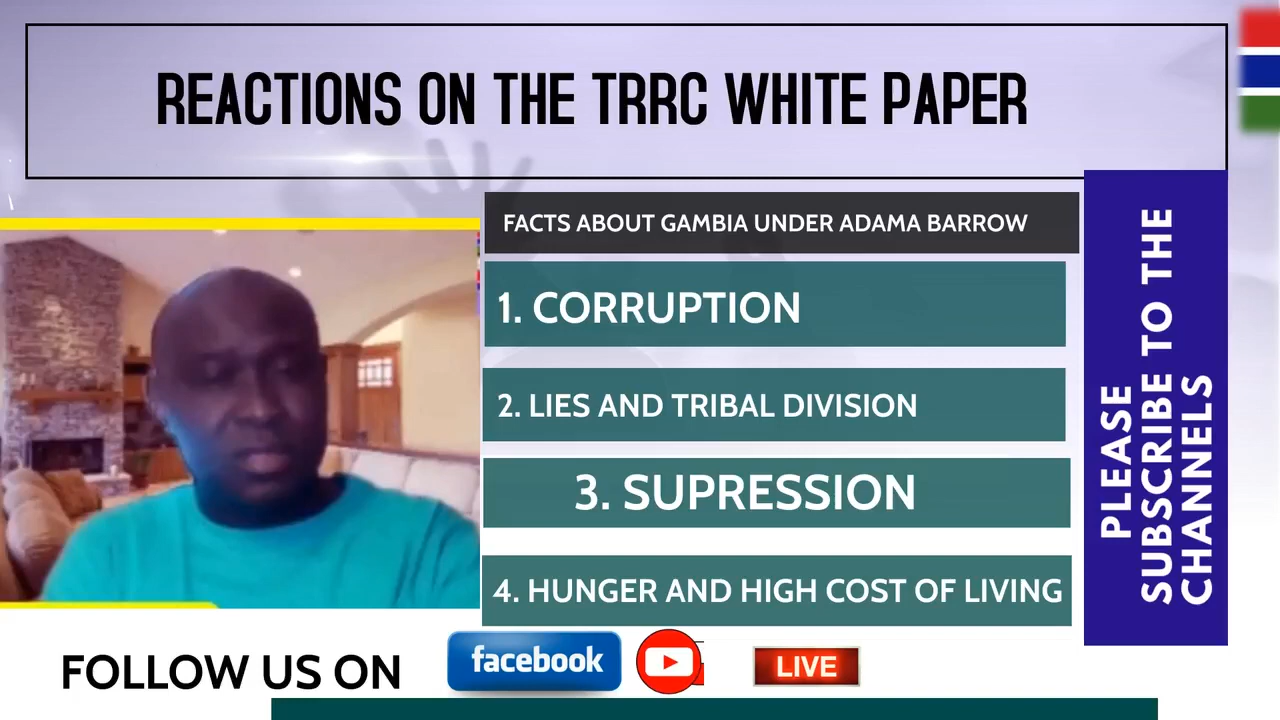 REACTIONS ON THE TRRC WHITE PAPER
FACTS ABOUT GAMBIA UNDER ADAMA BARROW
1. CORRUPTION
2. LIES AND TRIBAL DIVISION
3. SUPRESSION
4. HUNGER AND HIGH COST OF LIVING
PLEASE
SUBSCRIBE TO THE
CHANNELS
FOLLOW US ON
facebook
LIVE